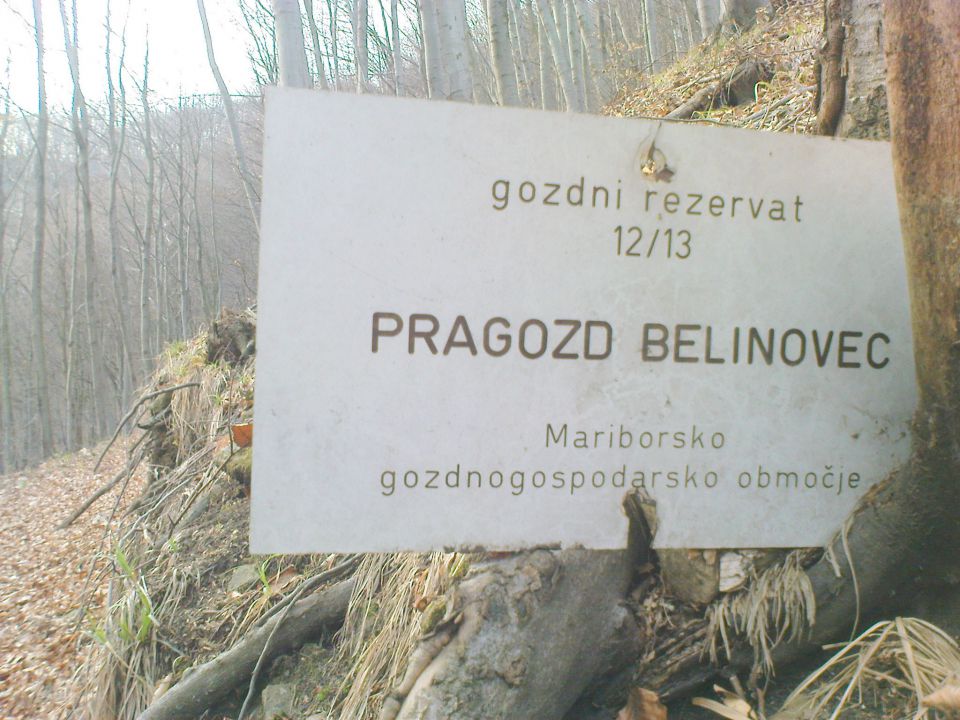 gozdni rezervat
12/13
PRAGOZD BELINOVEC
Mariborsko
gozdnogospodarsko območje